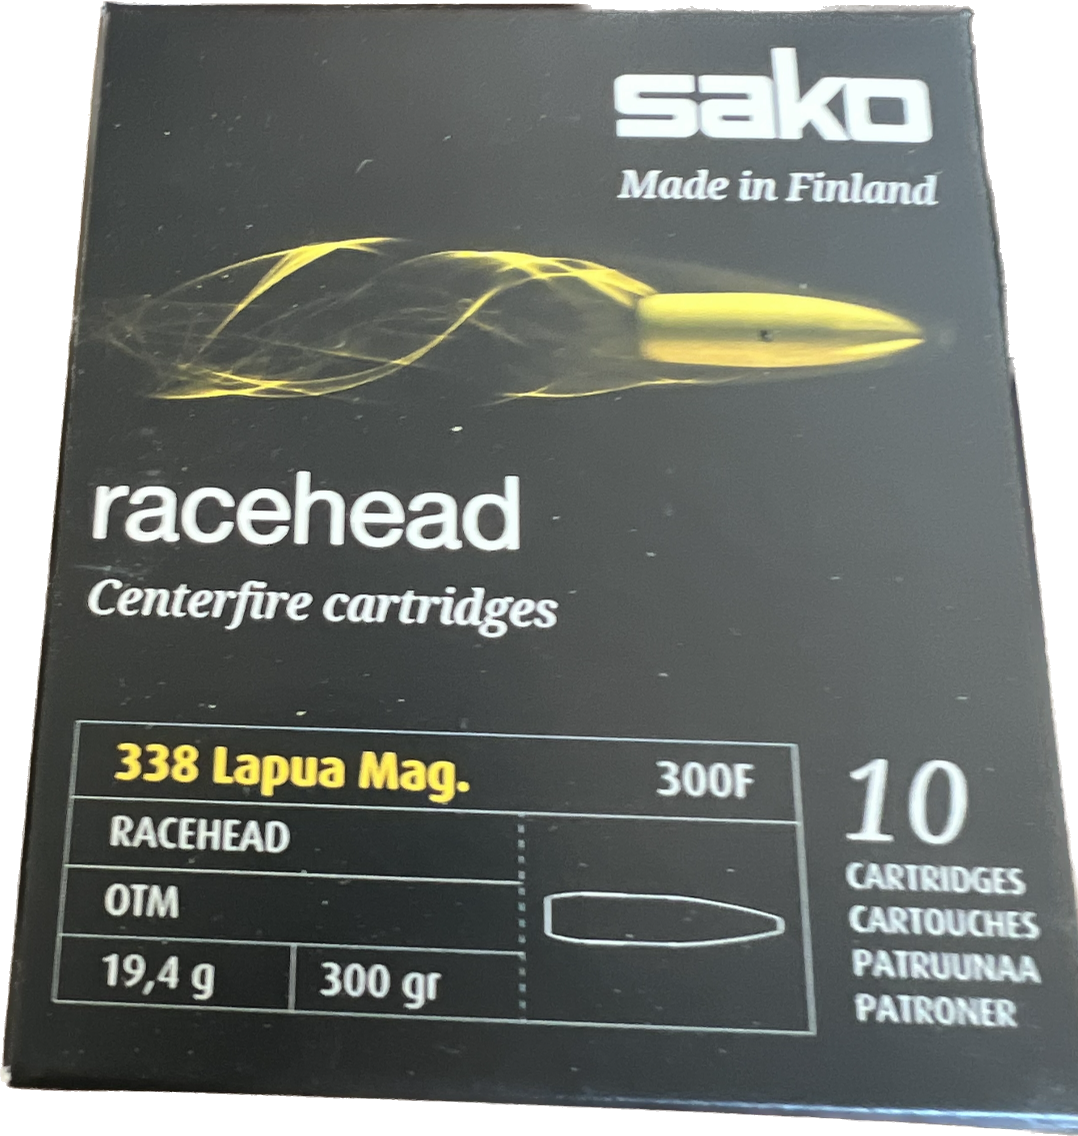 sako
Made in Finland
racehead
Centerfire cartridges
338 Lapua Mag. 300F
RACEHEAD
OTM
19,4 g 300 gr
10
CARTRIDGES
CARTOUCHES
PATRUUNAA
PATRONER